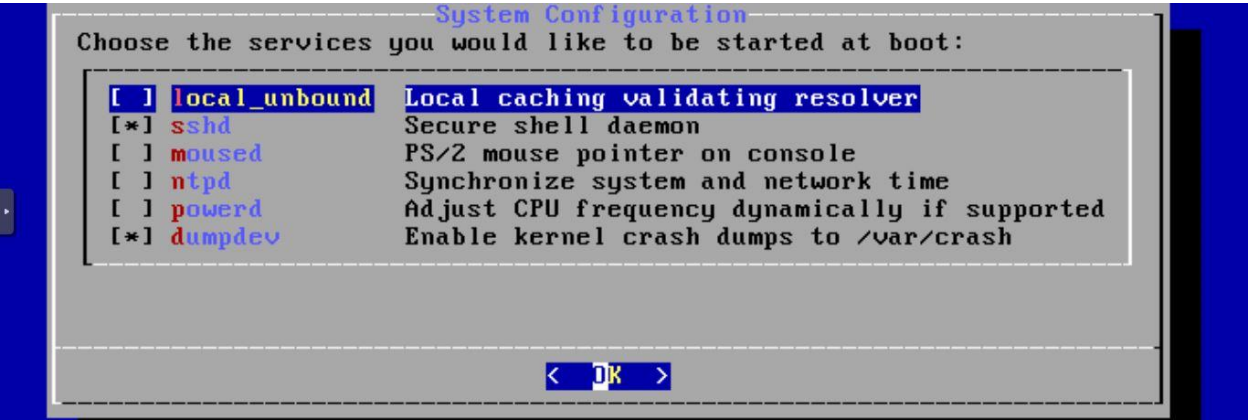 System Configuration
Choose the services you would like to be started at boot:
[ ] local_unbound Local caching validating resolver
[*] sshd Secure shell daemon
[ ] moused PS/2 mouse pointer on console
[ ] ntpd Synchronize system and network time
[ ] powerd Adjust CPU frequency dynamically if supported
[*] dumpdev Enable kernel crash dumps to /var/crash
< OK >